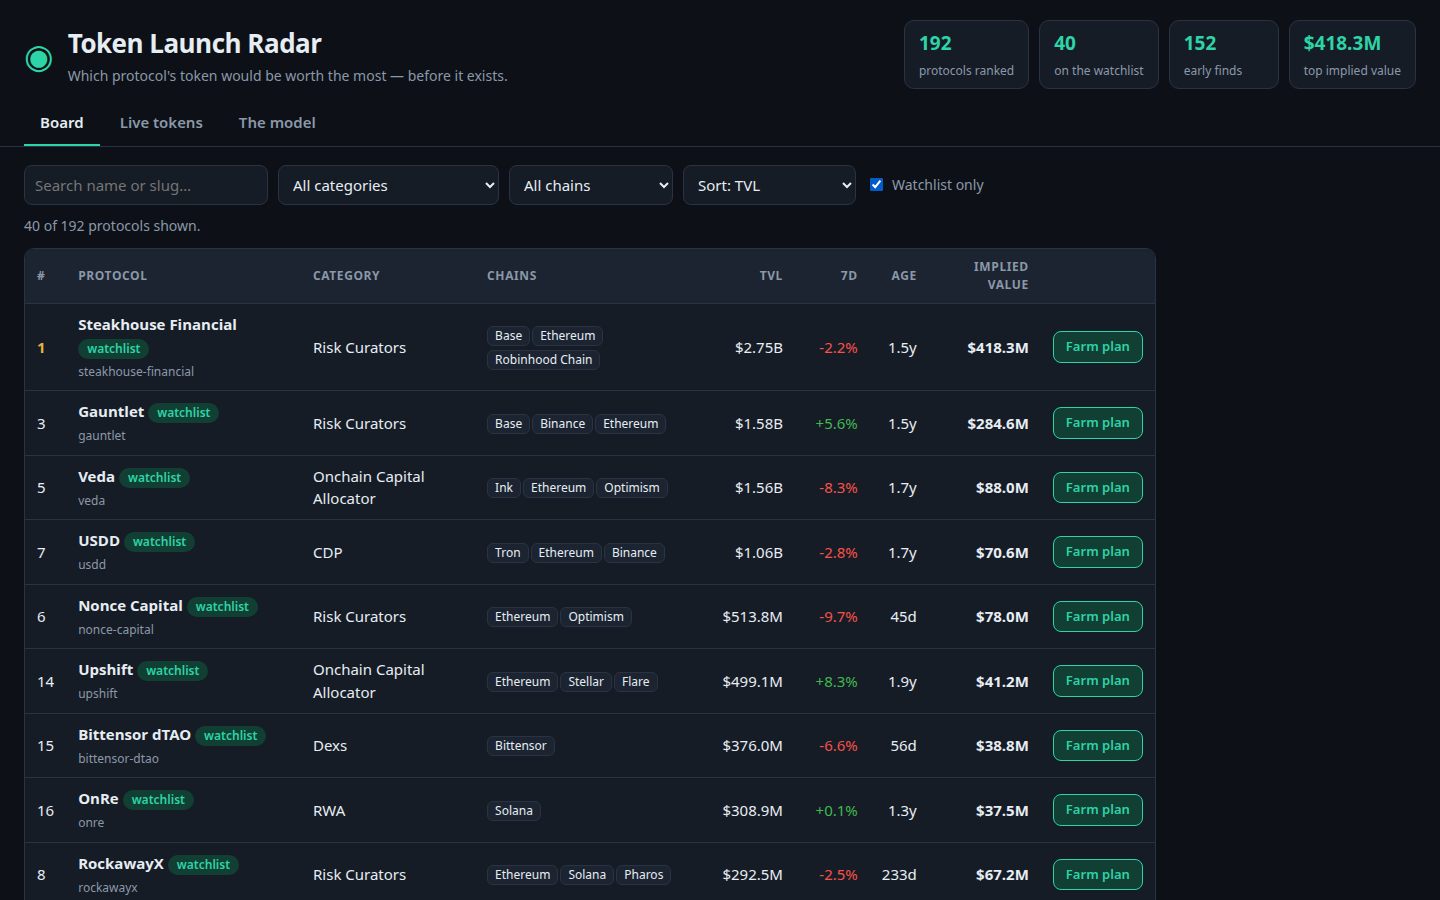 Token Launch Radar
Which protocol's token would be worth the most — before it exists.
192
protocols ranked
40
on the watchlist
152
early finds
$418.3M
top implied value
Board
Live tokens
The model
Search name or slug...
All categories
All chains
Sort: TVL
Watchlist only
40 of 192 protocols shown.
# PROTOCOL CATEGORY CHAINS TVL 7D AGE IMPLIED VALUE
1 Steakhouse Financial watchlist steakhouse-financial Risk Curators Base Ethereum Robinhood Chain $2.75B -2.2% 1.5y $418.3M Farm plan
3 Gauntlet watchlist gauntlet Risk Curators Base Binance Ethereum $1.58B +5.6% 1.5y $284.6M Farm plan
5 Veda watchlist veda Onchain Capital Allocator Ink Ethereum Optimism $1.56B -8.3% 1.7y $88.0M Farm plan
7 USDD watchlist usdd CDP Tron Ethereum Binance $1.06B -2.8% 1.7y $70.6M Farm plan
6 Nonce Capital watchlist nonce-capital Risk Curators Ethereum Optimism $513.8M -9.7% 45d $78.0M Farm plan
14 Upshift watchlist upshift Onchain Capital Allocator Ethereum Stellar Flare $499.1M +8.3% 1.9y $41.2M Farm plan
15 Bittensor dTAO watchlist bittensor-dtao Dexs Bittensor $376.0M -6.6% 56d $38.8M Farm plan
16 OnRe watchlist onre RWA Solana $308.9M +0.1% 1.3y $37.5M Farm plan
8 RockawayX watchlist rockawayx Risk Curators Ethereum Solana Pharos $292.5M -2.5% 233d $67.2M Farm plan